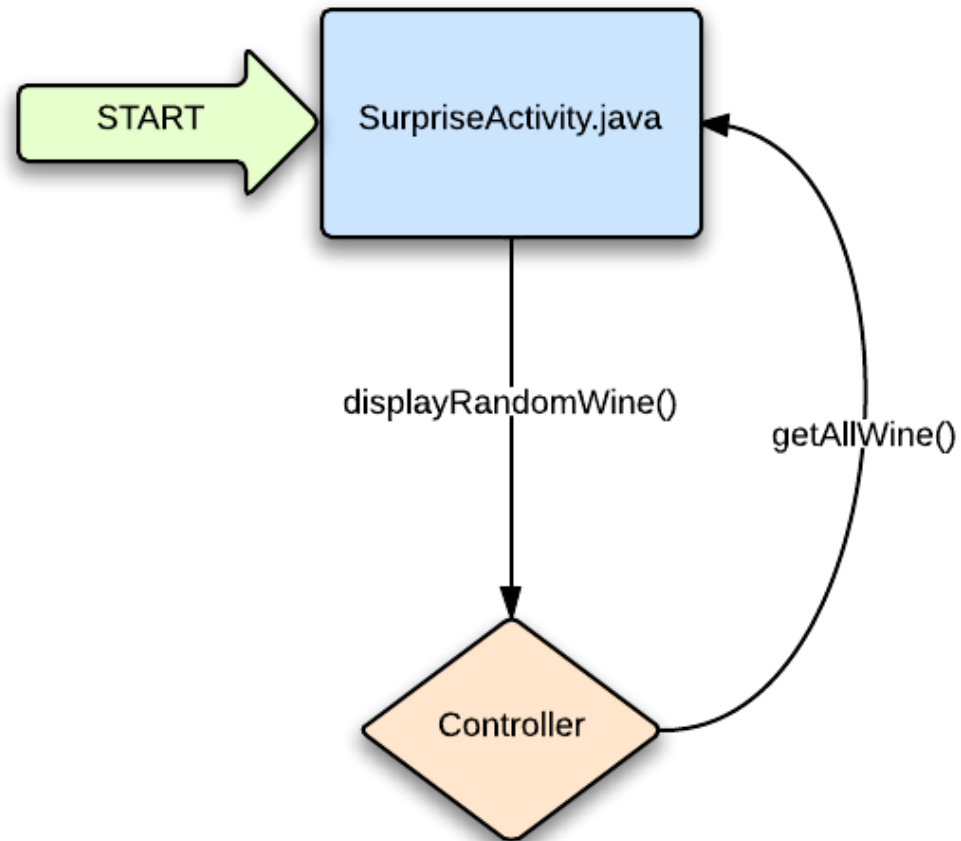 START
SurpriseActivity.java
displayRandomWine()
getAllWine()
Controller